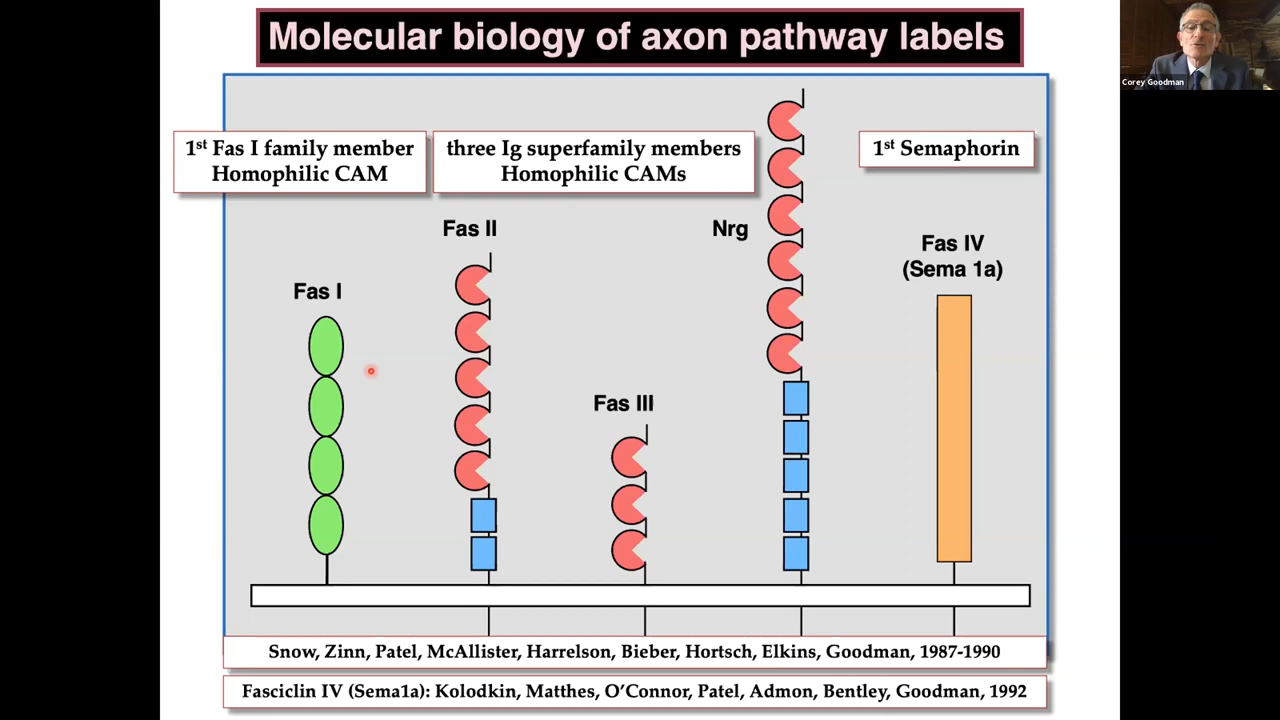 Molecular biology of axon pathway labels
Corey Goodman
1st Fas I family member
Homophilic CAM
three Ig superfamily members
Homophilic CAMs
1st Semaphorin
Fas I
Fas II
Fas III
Nrg
Fas IV
(Sema 1a)
Snow, Zinn, Patel, McAllister, Harrelson, Bieber, Hortsch, Elkins, Goodman, 1987-1990
Fasciclin IV (Sema1a): Kolodkin, Matthes, O’Connor, Patel, Admon, Bentley, Goodman, 1992